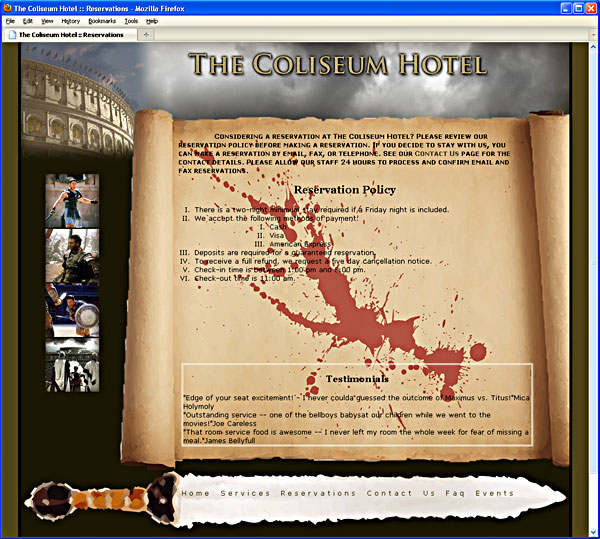 The Coliseum Hotel :: Reservations - Mozilla Firefox
File Edit View History Bookmarks Tools Help
The Coliseum Hotel :: Reservations
The Coliseum Hotel
Considering a reservation at The Coliseum Hotel? Please review our
Reservation policy before making a reservation. If you decide to stay with us, you
can make a reservation by email, fax, or telephone. See our Contact Us page for the
contact details. Please allow our staff 24 hours to process and confirm email and
fax reservations.
Reservation Policy
I. There is a two-night minimum stay required if a Friday night is included.
II. We accept the following methods of payment:
I. Cash
II. Visa
III. American Express
III. Deposits are required for a guaranteed reservation.
IV. To receive a full refund, we request a five day cancellation notice.
V. Check-in time is between 1:00 pm and 6:00 pm.
VI. Check-out time is 11:00 am.
Testimonials
"Edge of your seat excitement! - I never coulda guessed the outcome of Maximus vs. Titus!"Mica
Holymoly
"Outstanding service -- one of the bellboys babysat our children while we went to the
movies!"Joe Careless
"That room service food is awesome -- I never left my room the whole week for fear of missing a
meal."James Bellyfull
Home Services Reservations Contact Us Faq Events